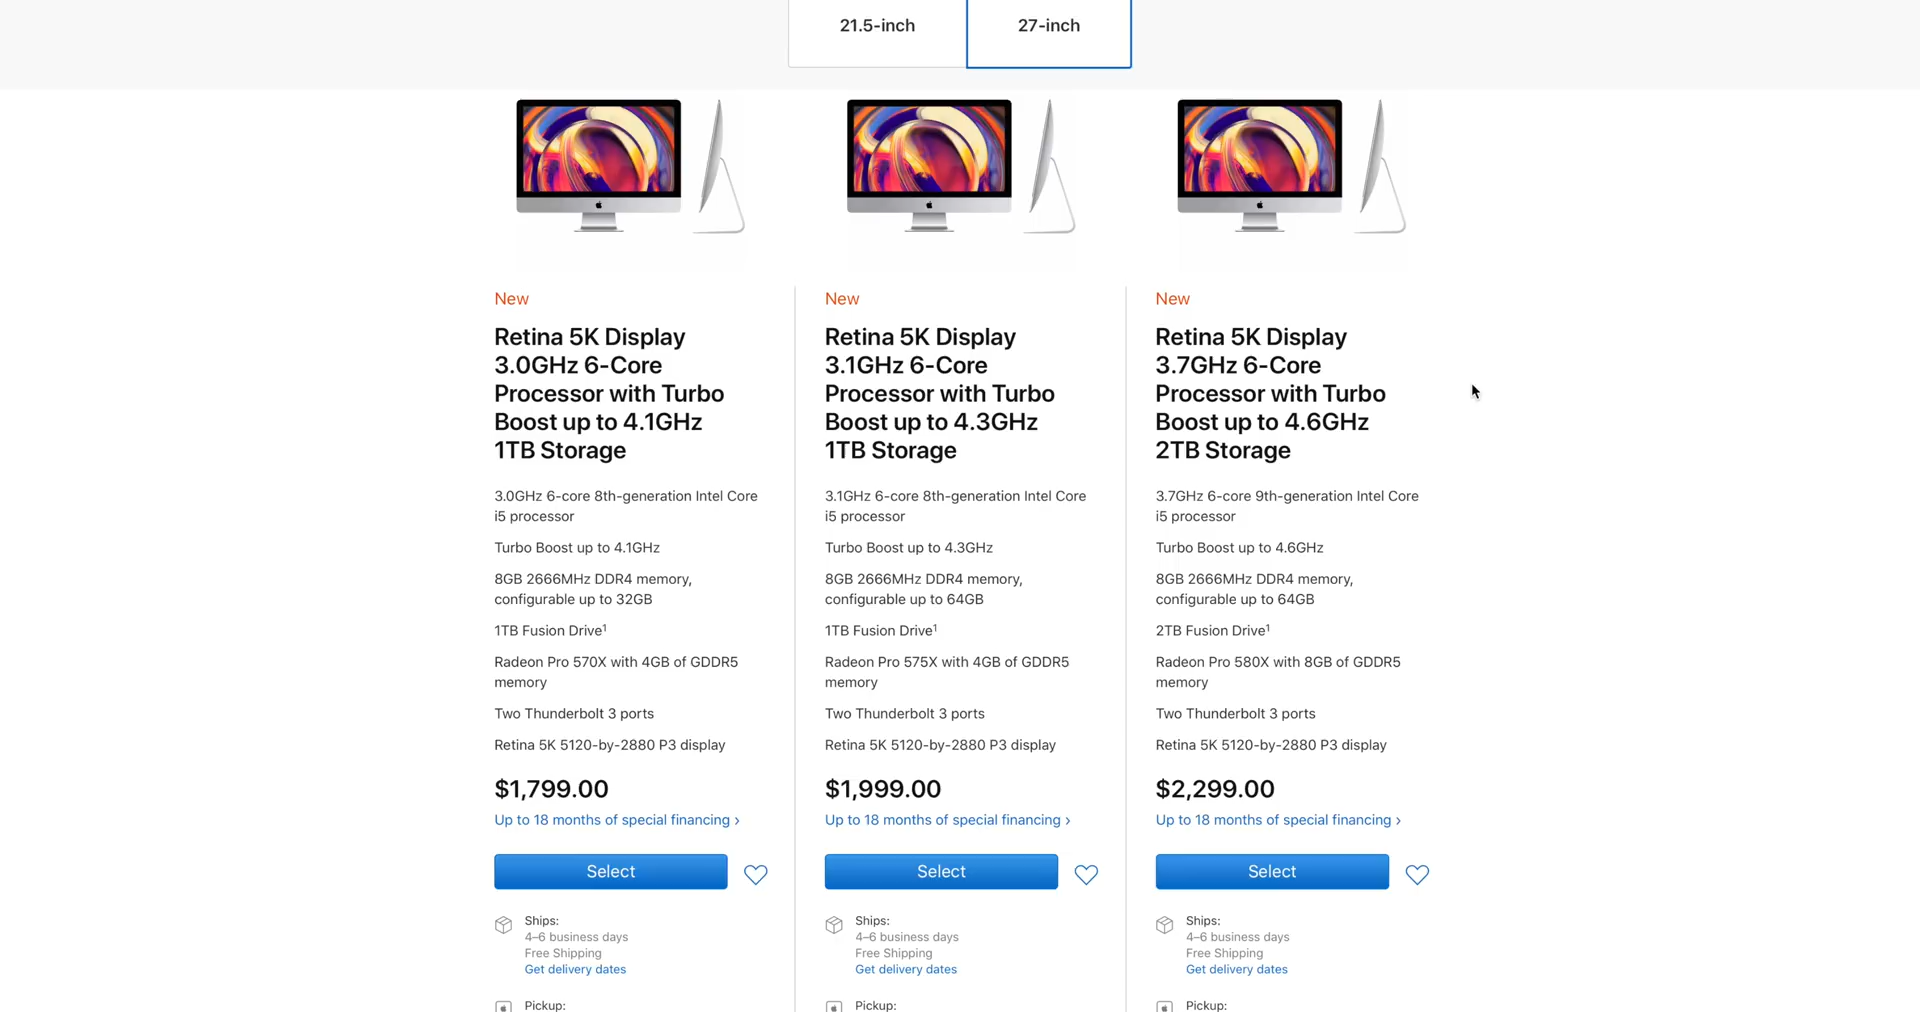 21.5-inch
27-inch
New
Retina 5K Display
3.0GHz 6-Core
Processor with Turbo
Boost up to 4.1GHz
1TB Storage
3.0GHz 6-core 8th-generation Intel Core
i5 processor
Turbo Boost up to 4.1GHz
8GB 2666MHz DDR4 memory,
configurable up to 32GB
1TB Fusion Drive¹
Radeon Pro 570X with 4GB of GDDR5
memory
Two Thunderbolt 3 ports
Retina 5K 5120-by-2880 P3 display
$1,799.00
Up to 18 months of special financing ›
Select
Ships:
4–6 business days
Free Shipping
Get delivery dates
Pickup:
New
Retina 5K Display
3.1GHz 6-Core
Processor with Turbo
Boost up to 4.3GHz
1TB Storage
3.1GHz 6-core 8th-generation Intel Core
i5 processor
Turbo Boost up to 4.3GHz
8GB 2666MHz DDR4 memory,
configurable up to 64GB
1TB Fusion Drive¹
Radeon Pro 575X with 4GB of GDDR5
memory
Two Thunderbolt 3 ports
Retina 5K 5120-by-2880 P3 display
$1,999.00
Up to 18 months of special financing ›
Select
Ships:
4–6 business days
Free Shipping
Get delivery dates
Pickup:
New
Retina 5K Display
3.7GHz 6-Core
Processor with Turbo
Boost up to 4.6GHz
2TB Storage
3.7GHz 6-core 9th-generation Intel Core
i5 processor
Turbo Boost up to 4.6GHz
8GB 2666MHz DDR4 memory,
configurable up to 64GB
2TB Fusion Drive¹
Radeon Pro 580X with 8GB of GDDR5
memory
Two Thunderbolt 3 ports
Retina 5K 5120-by-2880 P3 display
$2,299.00
Up to 18 months of special financing ›
Select
Ships:
4–6 business days
Free Shipping
Get delivery dates
Pickup: